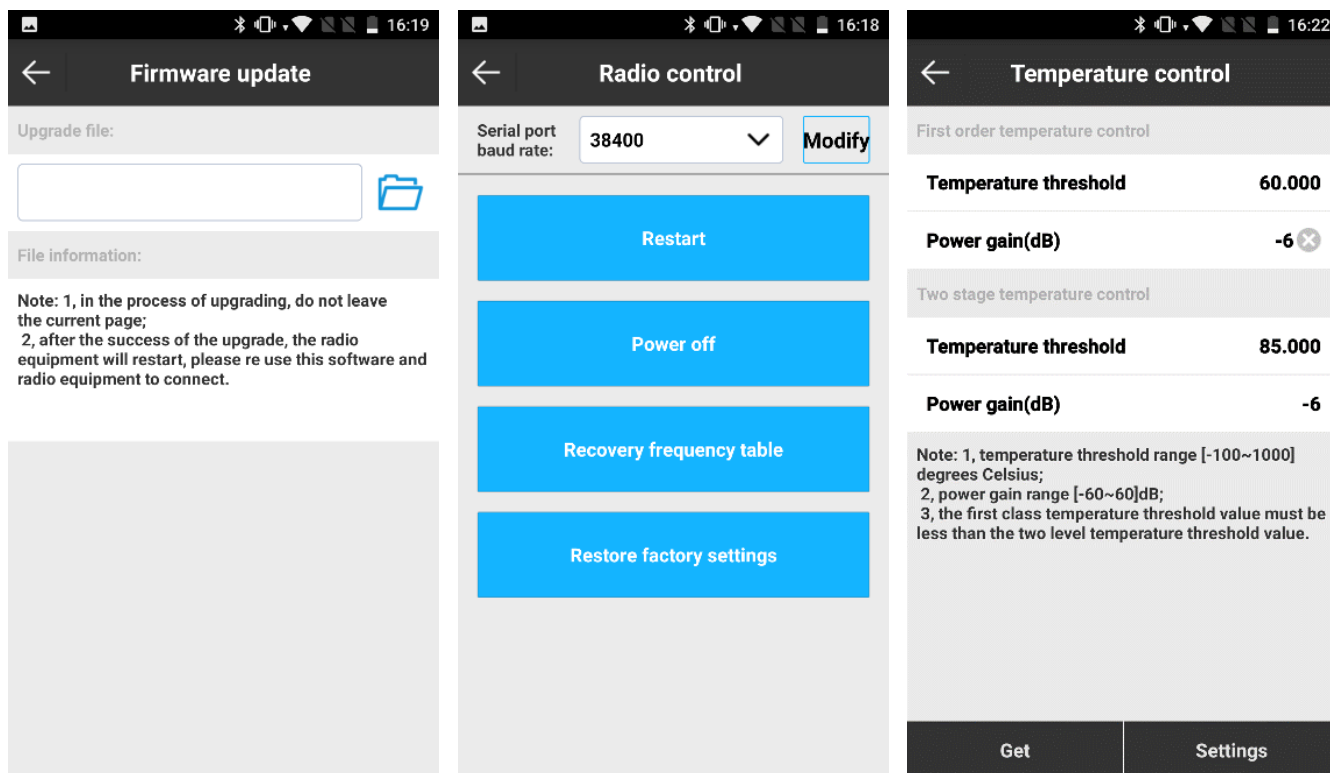 16:19
Firmware update
Upgrade file:
File information:
Note: 1, in the process of upgrading, do not leave
the current page;
2, after the success of the upgrade, the radio
equipment will restart, please re use this software and
radio equipment to connect.
16:18
Radio control
Serial port
baud rate:
38400
Modify
Restart
Power off
Recovery frequency table
Restore factory settings
16:22
Temperature control
First order temperature control
Temperature threshold 60.000
Power gain(dB) -6
Two stage temperature control
Temperature threshold 85.000
Power gain(dB) -6
Note: 1, temperature threshold range [-100~1000]
degrees Celsius;
2, power gain range [-60~60]dB;
3, the first class temperature threshold value must be
less than the two level temperature threshold value.
Get Settings